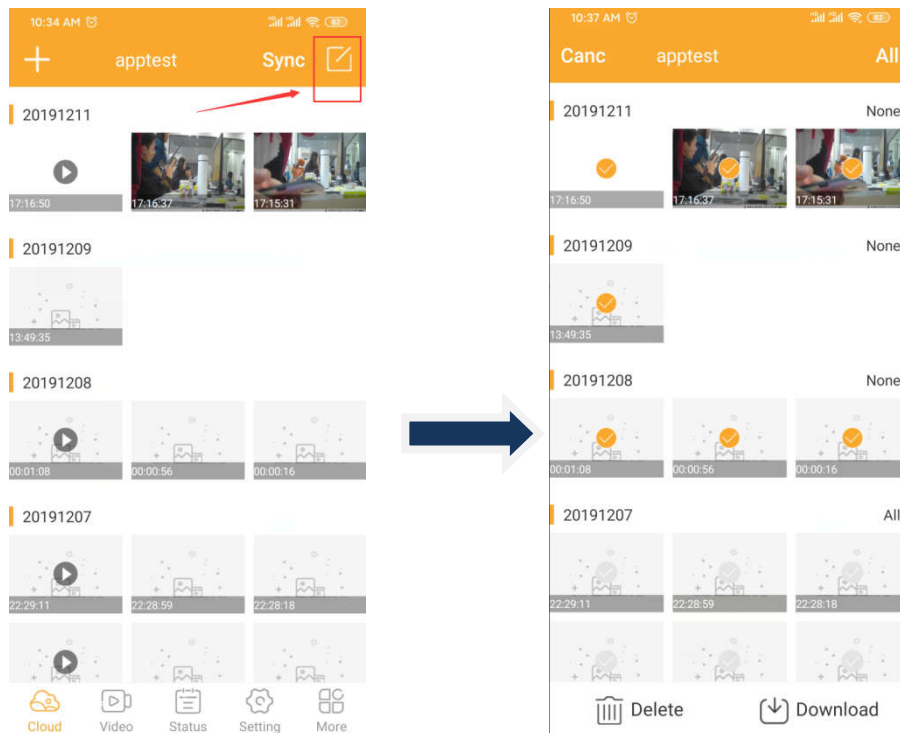 10:34 AM
82
apptest
Sync
20191211
17:16:50
17:16:37
17:15:31
20191209
13:49:35
20191208
00:01:08
00:00:56
00:00:16
20191207
22:29:11
22:28:59
22:28:18
Cloud
Video
Status
Setting
More
10:37 AM
82
Canc
apptest
All
20191211
None
17:16:50
17:16:37
17:15:31
20191209
None
13:49:35
20191208
None
00:01:08
00:00:56
00:00:16
20191207
All
22:29:11
22:28:59
22:28:18
Delete
Download